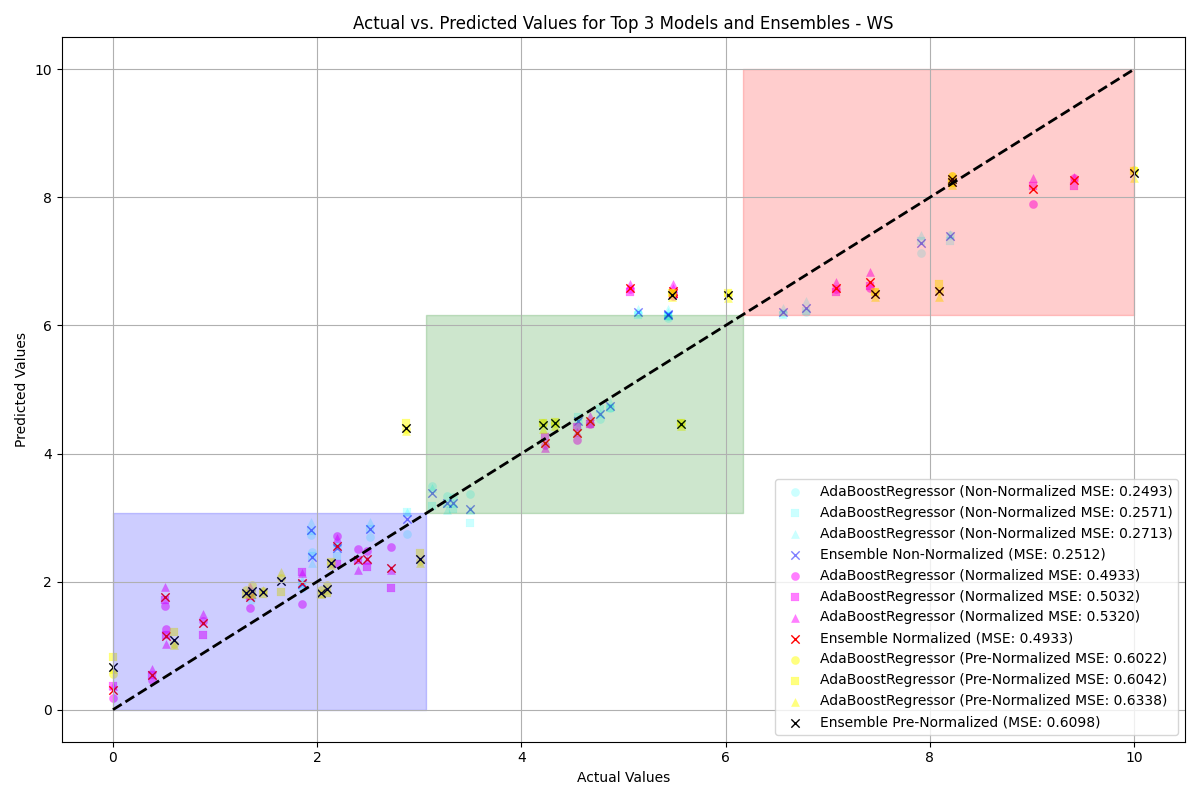 Actual vs. Predicted Values for Top 3 Models and Ensembles - WS
10
8
6
4
2
0
Predicted Values
AdaBoostRegressor (Non-Normalized MSE: 0.2493)
AdaBoostRegressor (Non-Normalized MSE: 0.2571)
AdaBoostRegressor (Non-Normalized MSE: 0.2713)
Ensemble Non-Normalized (MSE: 0.2512)
AdaBoostRegressor (Normalized MSE: 0.4933)
AdaBoostRegressor (Normalized MSE: 0.5032)
AdaBoostRegressor (Normalized MSE: 0.5320)
Ensemble Normalized (MSE: 0.4933)
AdaBoostRegressor (Pre-Normalized MSE: 0.6022)
AdaBoostRegressor (Pre-Normalized MSE: 0.6042)
AdaBoostRegressor (Pre-Normalized MSE: 0.6338)
Ensemble Pre-Normalized (MSE: 0.6098)
0 2 4 6 8 10
Actual Values